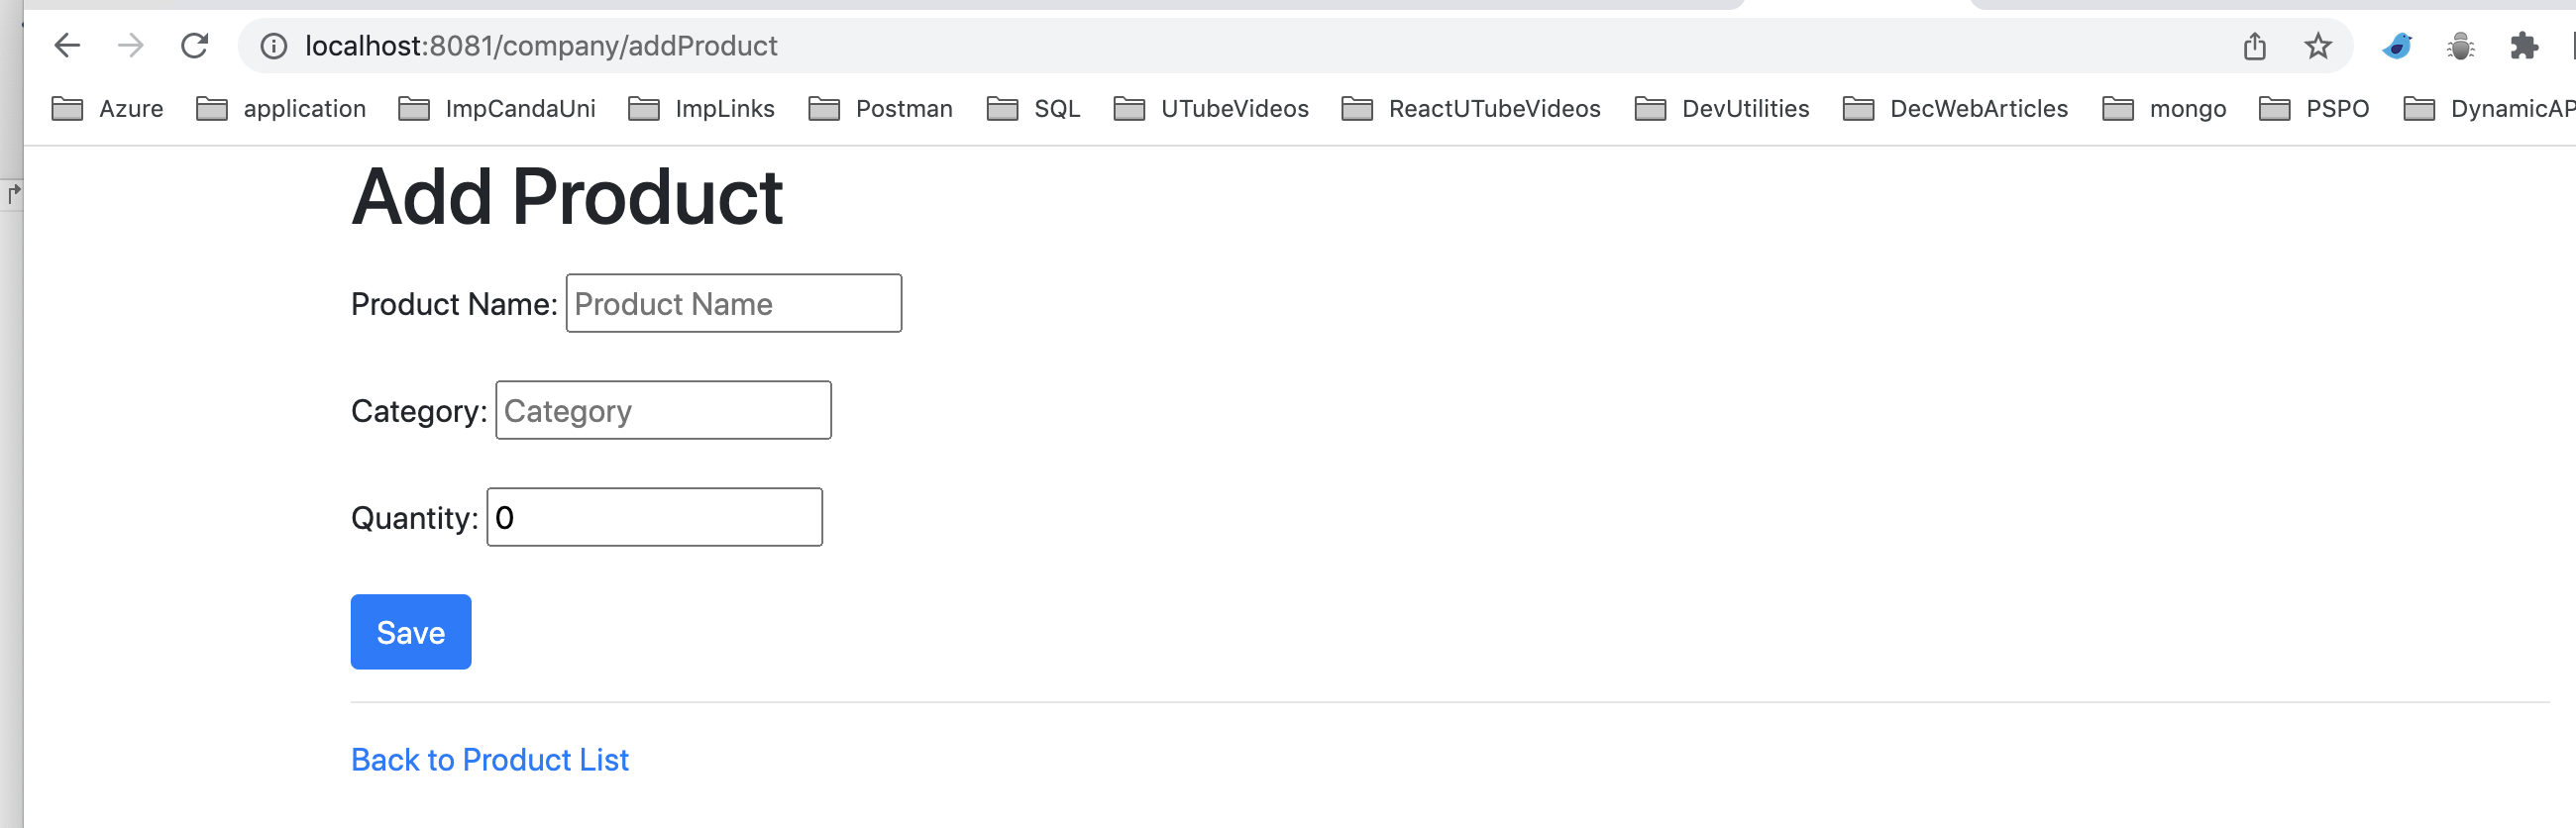 localhost:8081/company/addProduct
Azure application ImpCandaUni ImpLinks Postman SQL UTubeVideos ReactUTubeVideos DevUtilities DecWebArticles mongo PSPO DynamicAP
Add Product
Product Name: Product Name
Category: Category
Quantity: 0
Save
Back to Product List